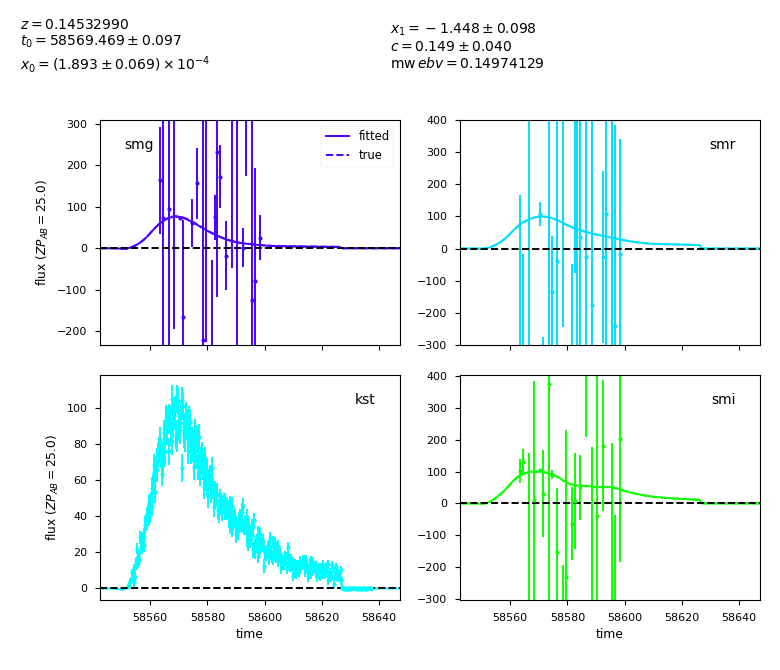 z = 0.14532990
t₀ = 58569.469 ± 0.097
x₀ = (1.893 ± 0.069) × 10⁻⁴
x₁ = −1.448 ± 0.098
c = 0.149 ± 0.040
mw ebv = 0.14974129
smg
fitted
true
300
200
100
0
−100
−200
flux (ZP_AB = 25.0)
smr
400
300
200
100
0
−100
−200
−300
kst
100
80
60
40
20
0
flux (ZP_AB = 25.0)
58560 58580 58600 58620 58640
time
smi
400
300
200
100
0
−100
−200
−300
58560 58580 58600 58620 58640
time